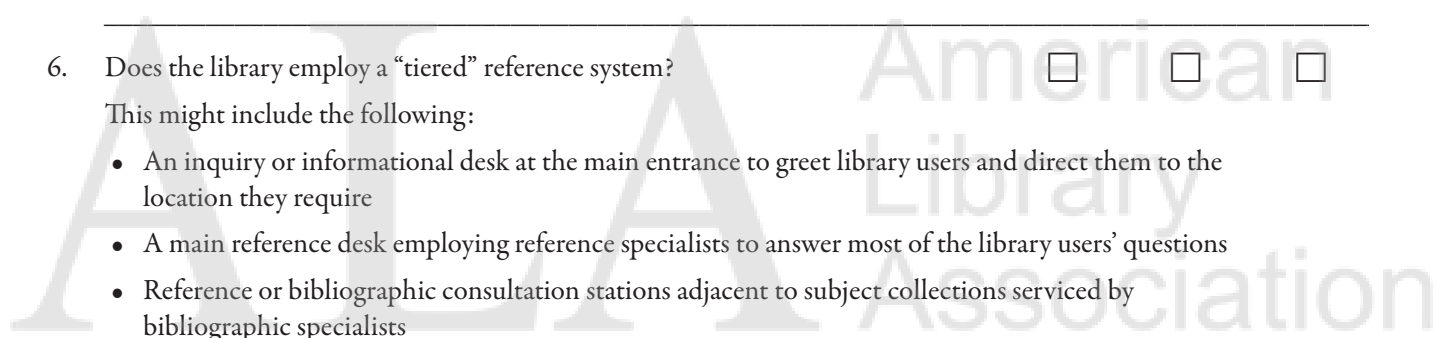 6. Does the library employ a “tiered” reference system? ☐ ☐ ☐
This might include the following:
• An inquiry or informational desk at the main entrance to greet library users and direct them to the
location they require
• A main reference desk employing reference specialists to answer most of the library users’ questions
• Reference or bibliographic consultation stations adjacent to subject collections serviced by
bibliographic specialists
ALA
American
Library
Association